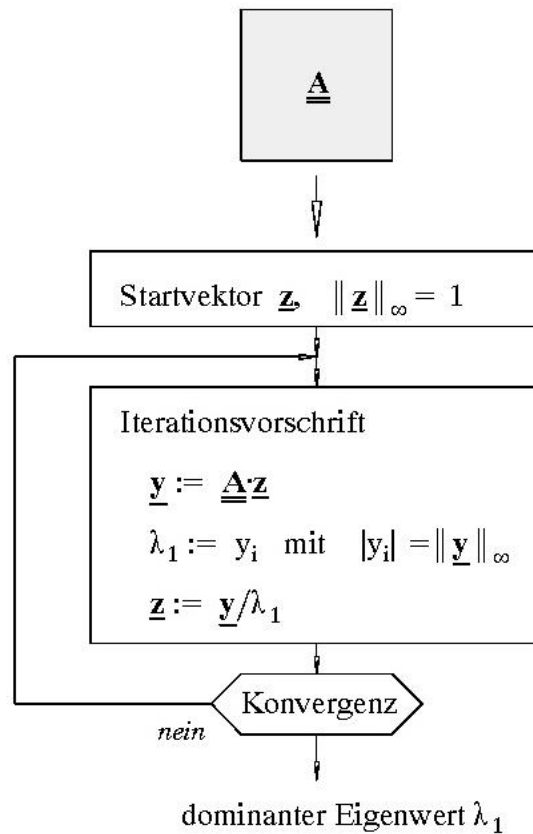 A
Startvektor z, ‖ z ‖∞ = 1
Iterationsvorschrift
y := A·z
λ1 := yi mit |yi| = ‖ y ‖∞
z := y/λ1
Konvergenz
nein
dominanter Eigenwert λ1